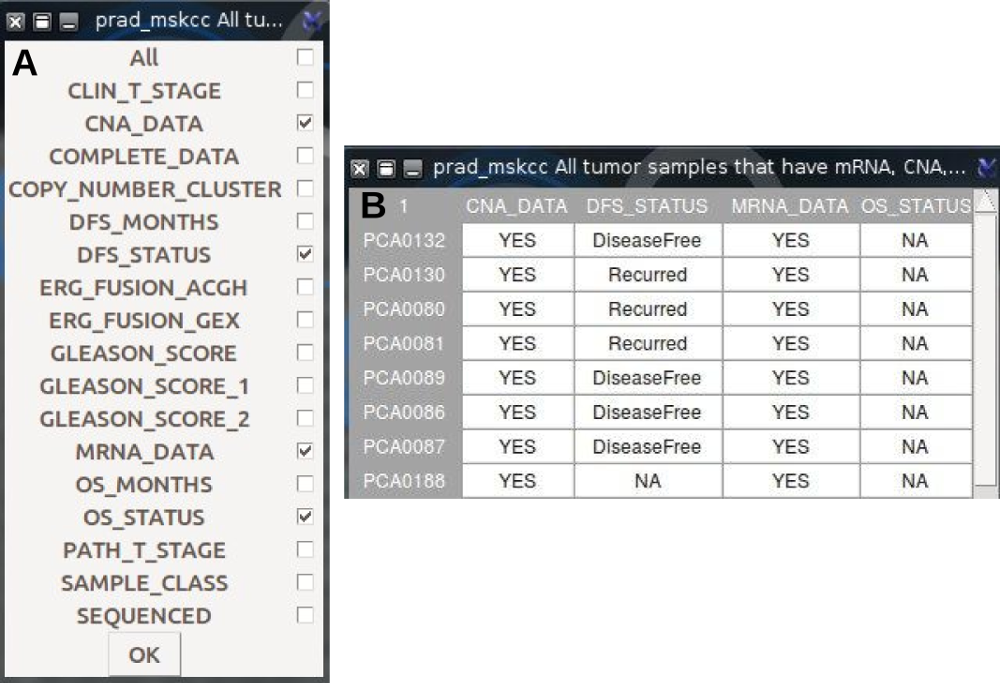 prad_mskcc All tu...
A
All
CLIN_T_STAGE
CNA_DATA
COMPLETE_DATA
COPY_NUMBER_CLUSTER
DFS_MONTHS
DFS_STATUS
ERG_FUSION_ACGH
ERG_FUSION_GEX
GLEASON_SCORE
GLEASON_SCORE_1
GLEASON_SCORE_2
MRNA_DATA
OS_MONTHS
OS_STATUS
PATH_T_STAGE
SAMPLE_CLASS
SEQUENCED
OK
prad_mskcc All tumor samples that have mRNA, CNA,...
B 1 CNA_DATA DFS_STATUS MRNA_DATA OS_STATUS
PCA0132 YES DiseaseFree YES NA
PCA0130 YES Recurred YES NA
PCA0080 YES Recurred YES NA
PCA0081 YES Recurred YES NA
PCA0089 YES DiseaseFree YES NA
PCA0086 YES DiseaseFree YES NA
PCA0087 YES DiseaseFree YES NA
PCA0188 YES NA YES NA